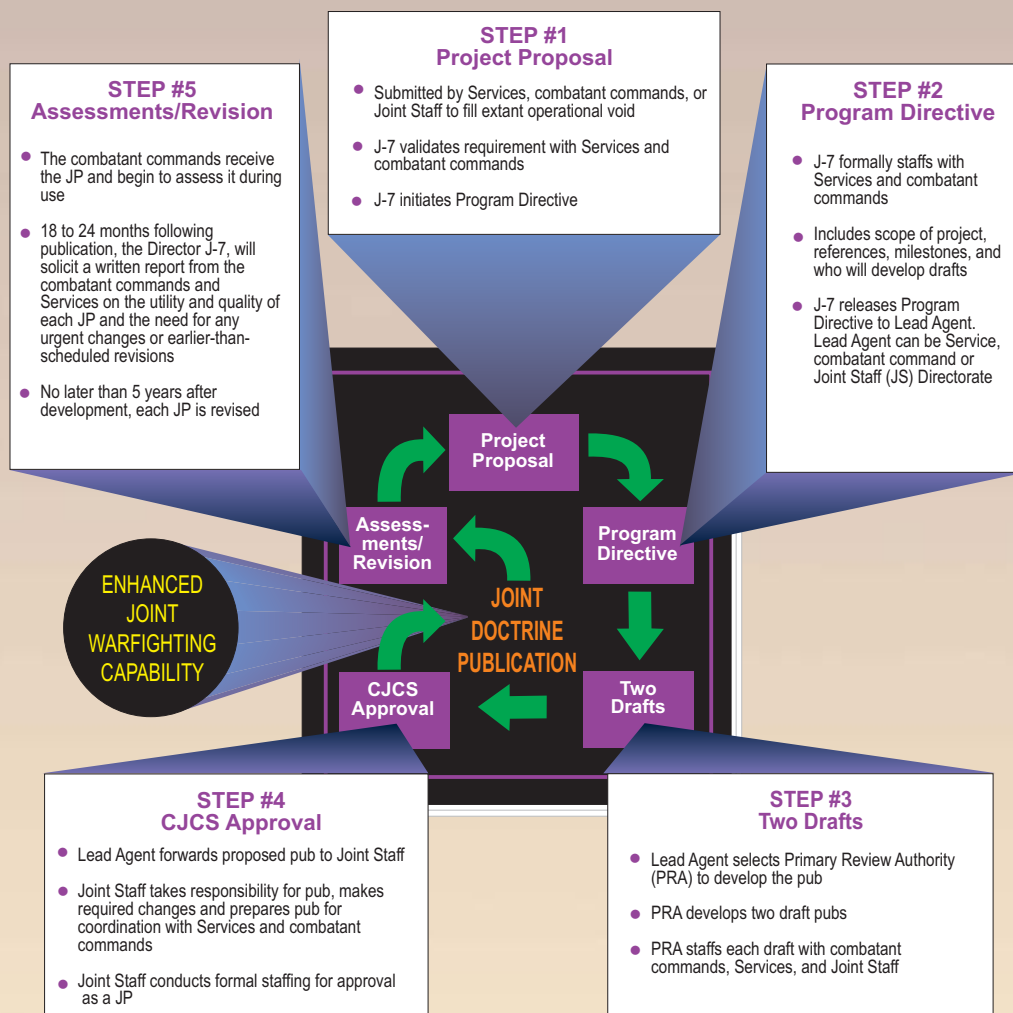 STEP #1
Project Proposal
Submitted by Services, combatant commands, or
Joint Staff to fill extant operational void
J-7 validates requirement with Services and
combatant commands
J-7 initiates Program Directive
STEP #5
Assessments/Revision
The combatant commands receive
the JP and begin to assess it during
use
18 to 24 months following
publication, the Director J-7, will
solicit a written report from the
combatant commands and
Services on the utility and quality of
each JP and the need for any
urgent changes or earlier-than-
scheduled revisions
No later than 5 years after
development, each JP is revised
STEP #2
Program Directive
J-7 formally staffs with
Services and combatant
commands
Includes scope of project,
references, milestones, and
who will develop drafts
J-7 releases Program
Directive to Lead Agent.
Lead Agent can be Service,
combatant command or
Joint Staff (JS) Directorate
Project
Proposal
Assess-
ments/
Revision
Program
Directive
ENHANCED
JOINT
WARFIGHTING
CAPABILITY
JOINT
DOCTRINE
PUBLICATION
CJCS
Approval
Two
Drafts
STEP #4
CJCS Approval
Lead Agent forwards proposed pub to Joint Staff
Joint Staff takes responsibility for pub, makes
required changes and prepares pub for
coordination with Services and combatant
commands
Joint Staff conducts formal staffing for approval
as a JP
STEP #3
Two Drafts
Lead Agent selects Primary Review Authority
(PRA) to develop the pub
PRA develops two draft pubs
PRA staffs each draft with combatant
commands, Services, and Joint Staff